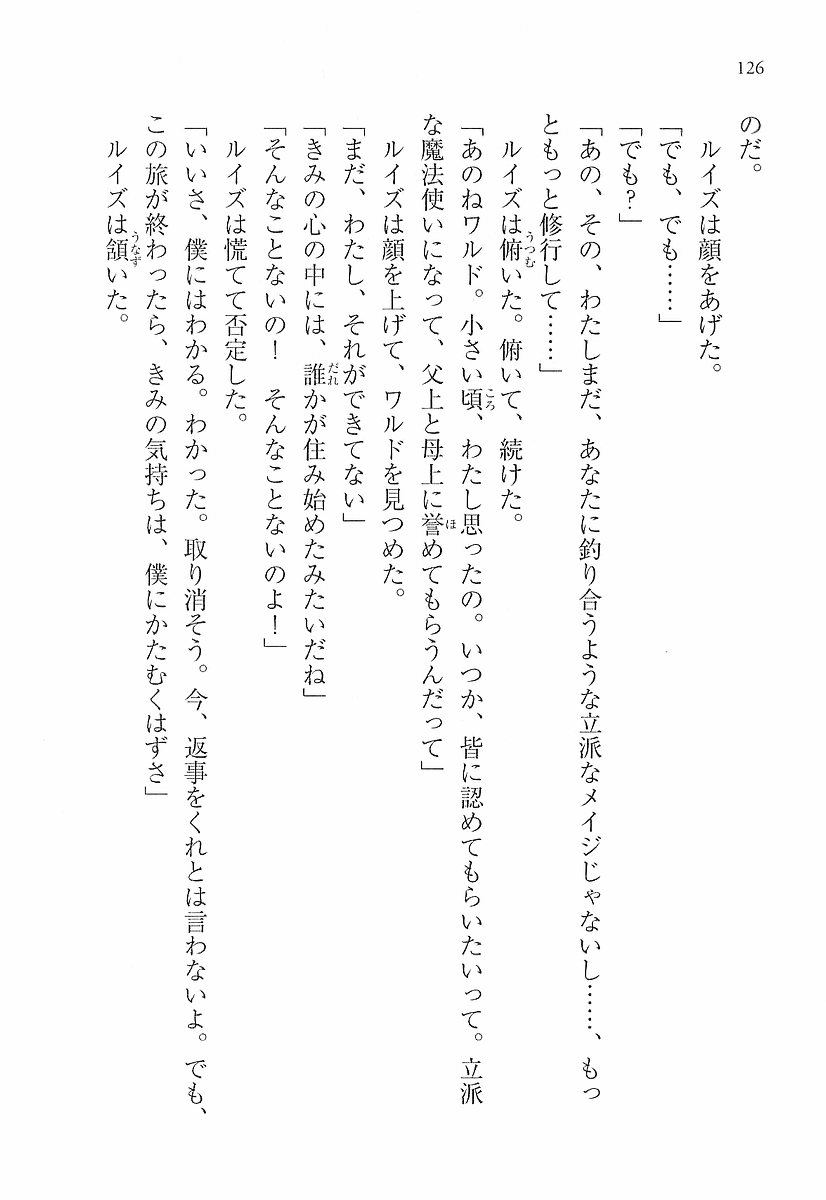 126
のだ。
　ルイズは顔をあげた。
「でも、でも……」
「でも？」
「あの、その、わたしまだ、あなたに釣り合うような立派なメイジじゃないし……、もっ
ともっと修行して……」
　ルイズは俯いた。俯いて、続けた。
「あのねワルド。小さい頃、わたし思ったの。いつか、皆に認めてもらいたいって。立派
な魔法使いになって、父上と母上に誉めてもらうんだって」
　ルイズは顔を上げて、ワルドを見つめた。
「まだ、わたし、それができてない」
「きみの心の中には、誰かが住み始めたみたいだね」
「そんなことないの！　そんなことないのよ！」
　ルイズは慌てて否定した。
「いいさ、僕にはわかる。わかった。取り消そう。今、返事をくれとは言わないよ。でも、
この旅が終わったら、きみの気持ちは、僕にかたむくはずさ」
　ルイズは頷いた。